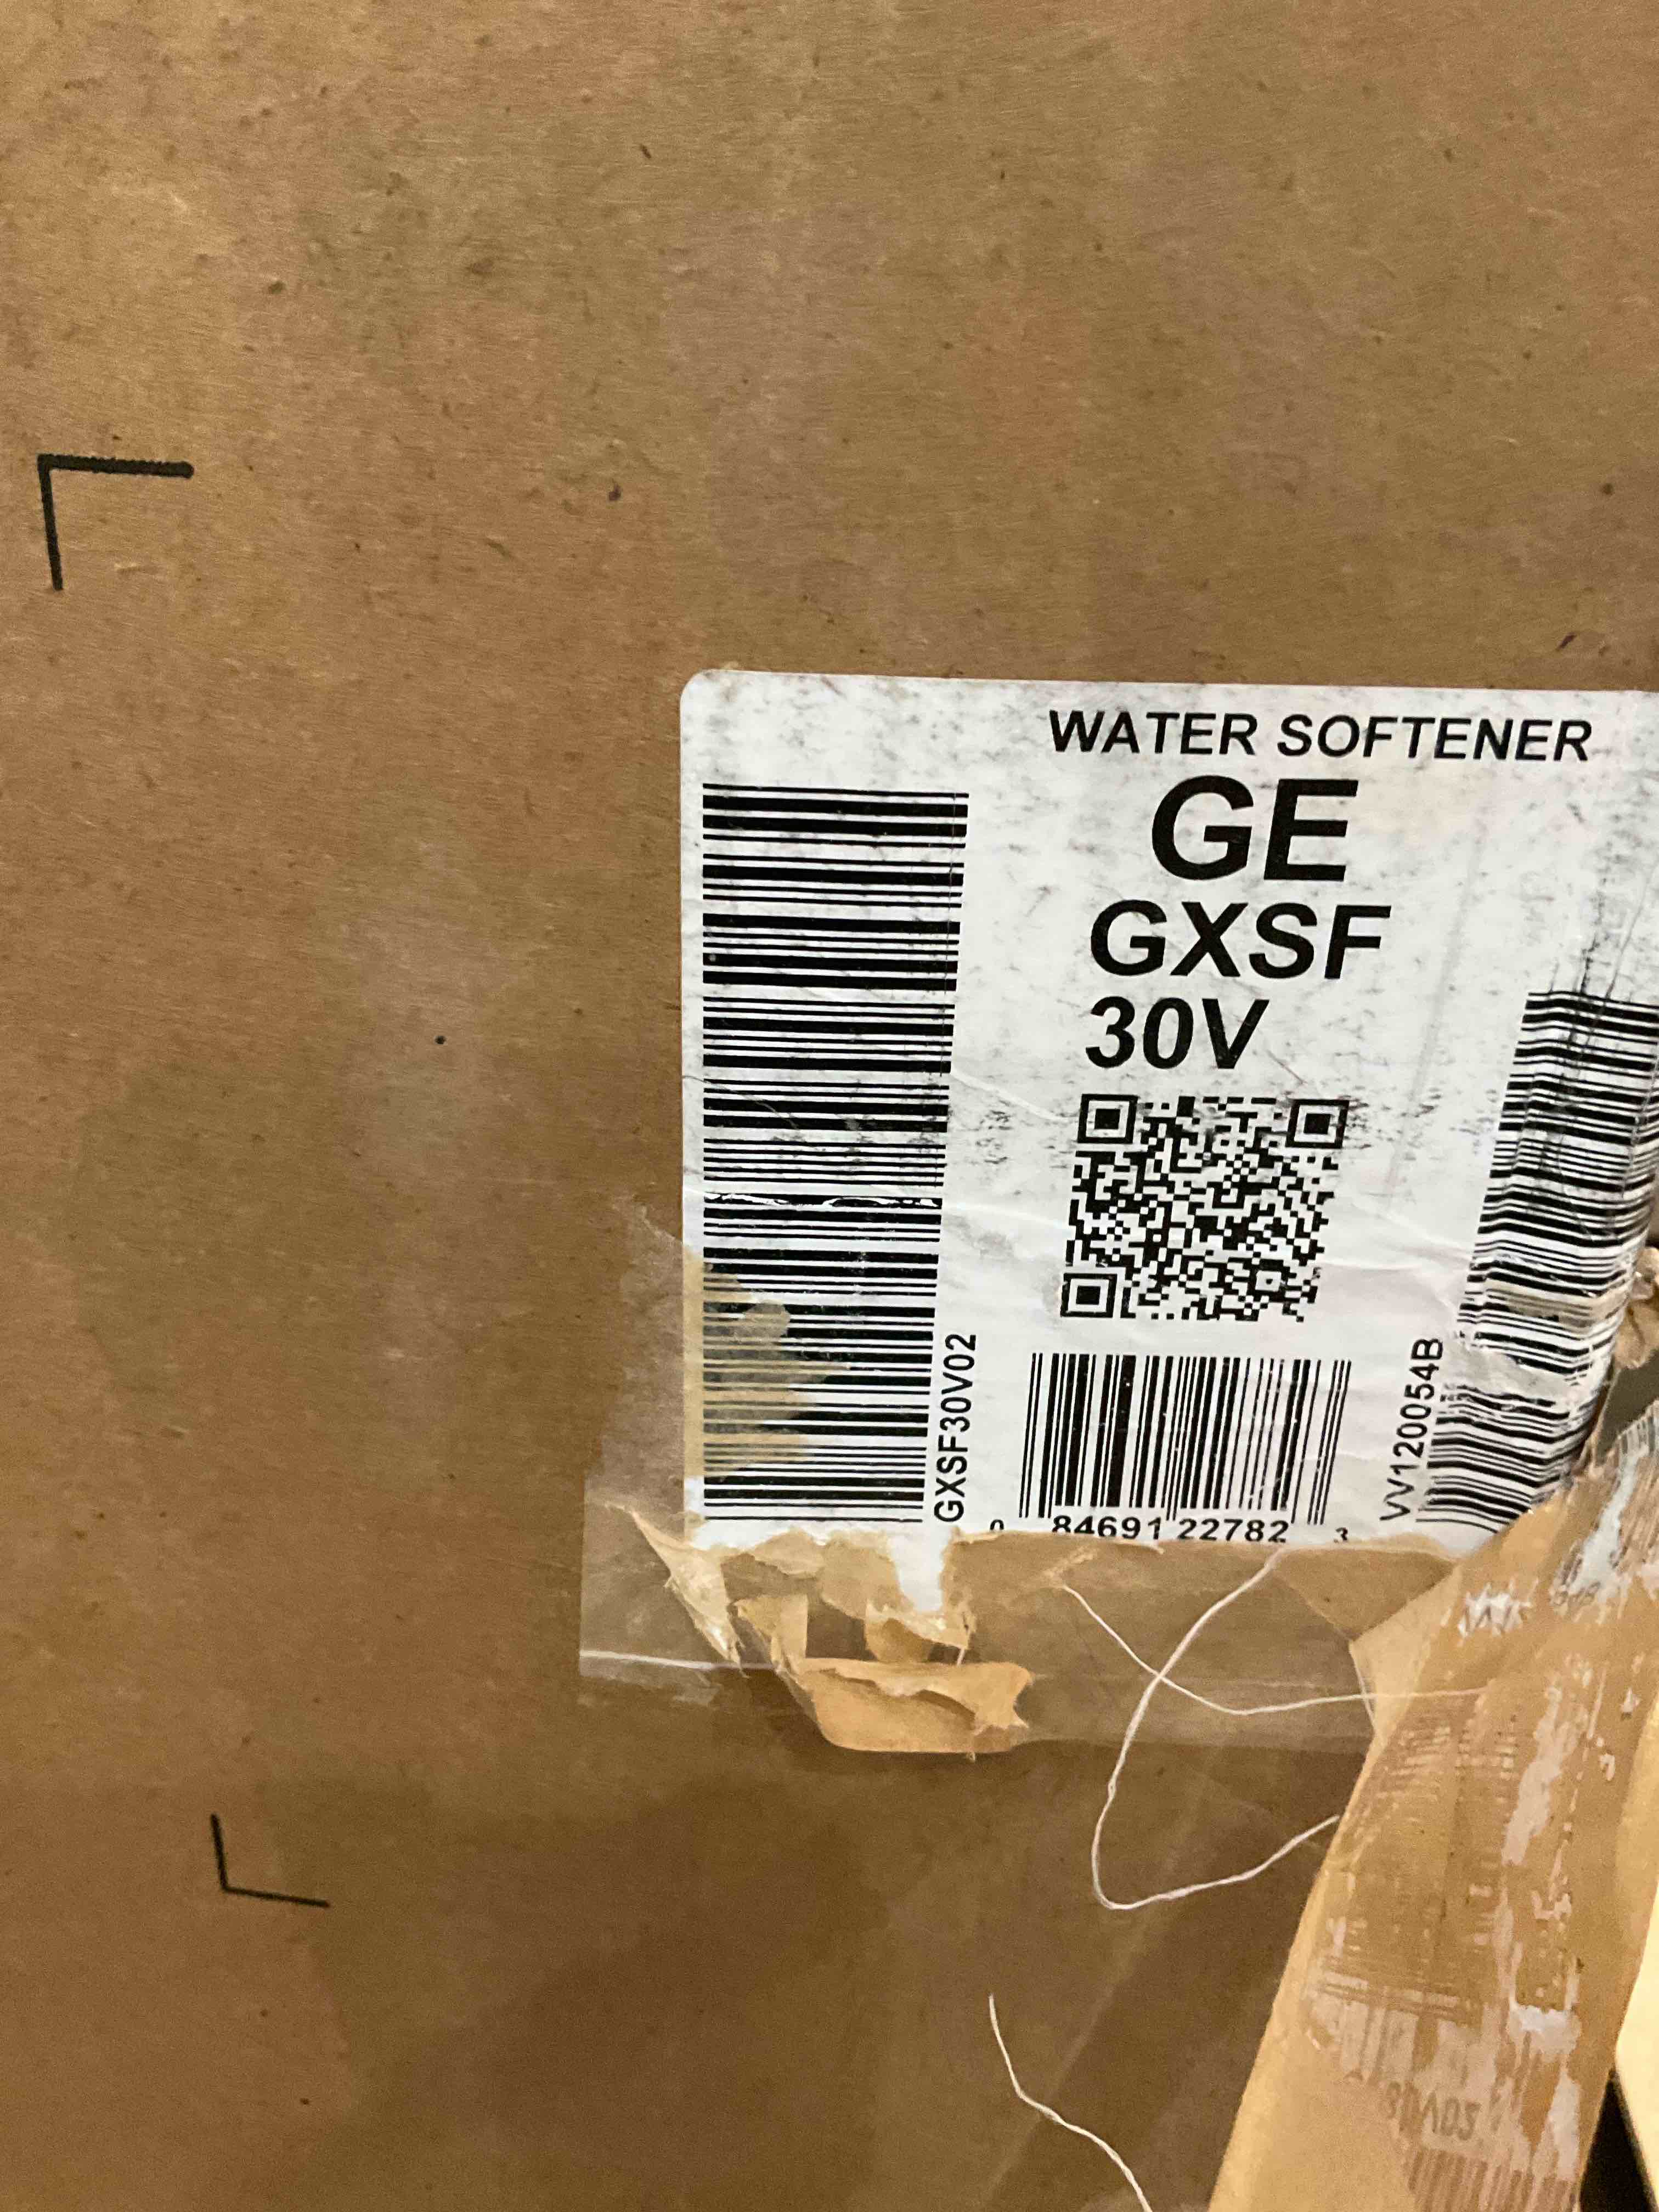 WATER SOFTENER
GE
GXSF
30V
GXSF30V02
0 84691 22782 3
VV120054B